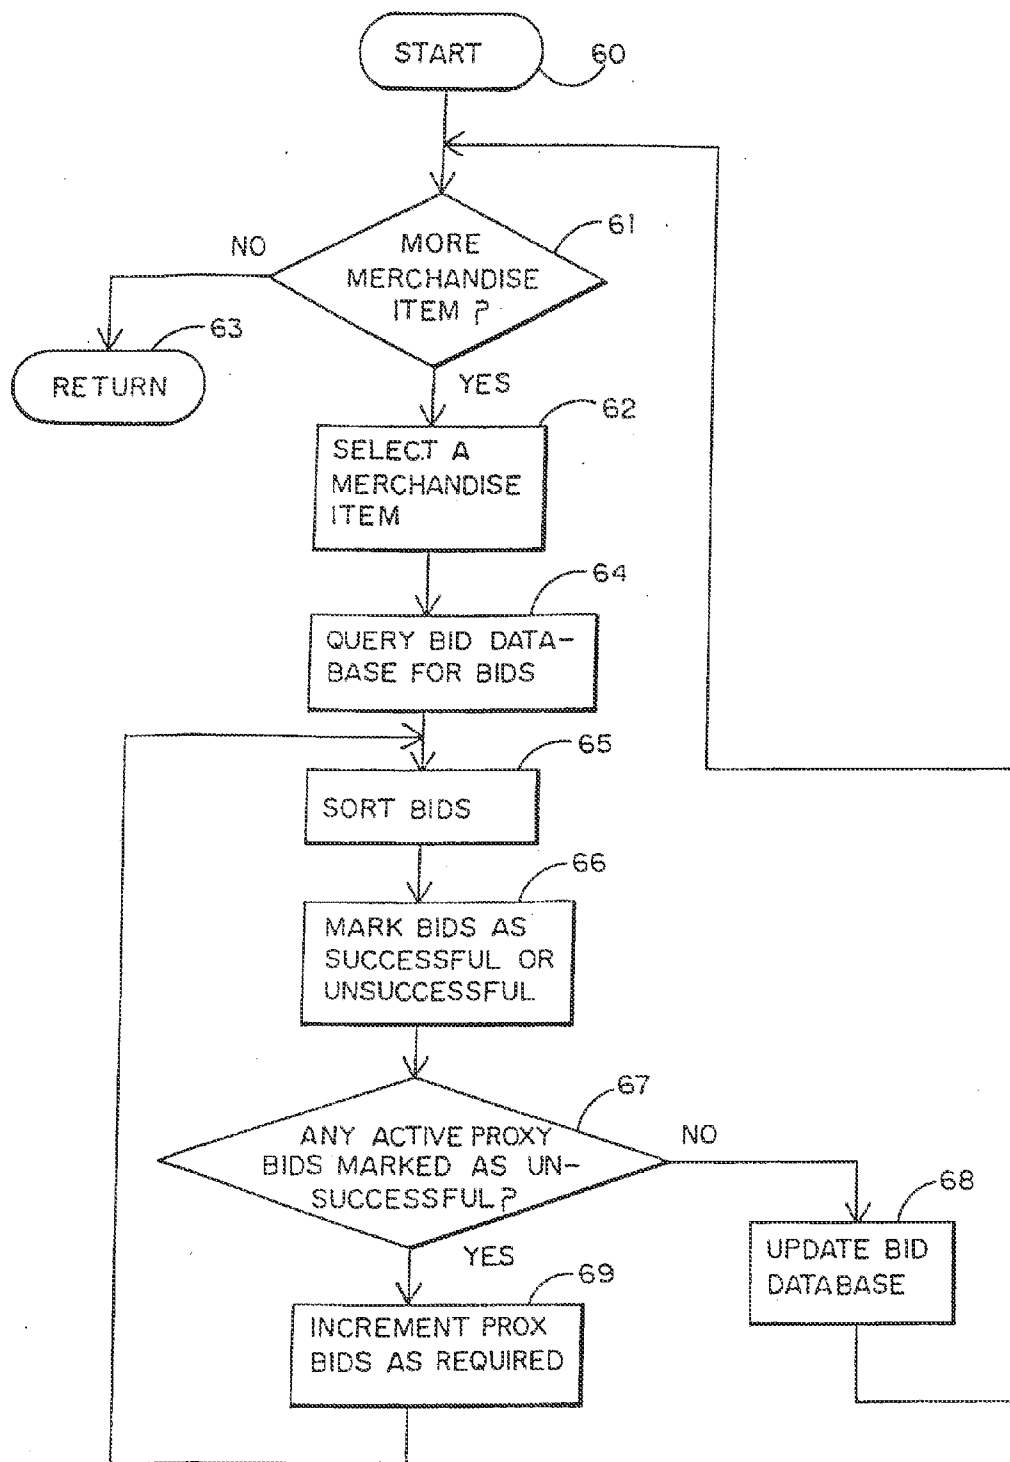 START
60
61
NO
MORE
MERCHANDISE
ITEM ?
63
RETURN
YES
62
SELECT A
MERCHANDISE
ITEM
64
QUERY BID DATA-
BASE FOR BIDS
65
SORT BIDS
66
MARK BIDS AS
SUCCESSFUL OR
UNSUCCESSFUL
67
ANY ACTIVE PROXY
BIDS MARKED AS UN-
SUCCESSFUL?
NO
68
UPDATE BID
DATABASE
YES
69
INCREMENT PROX
BIDS AS REQUIRED